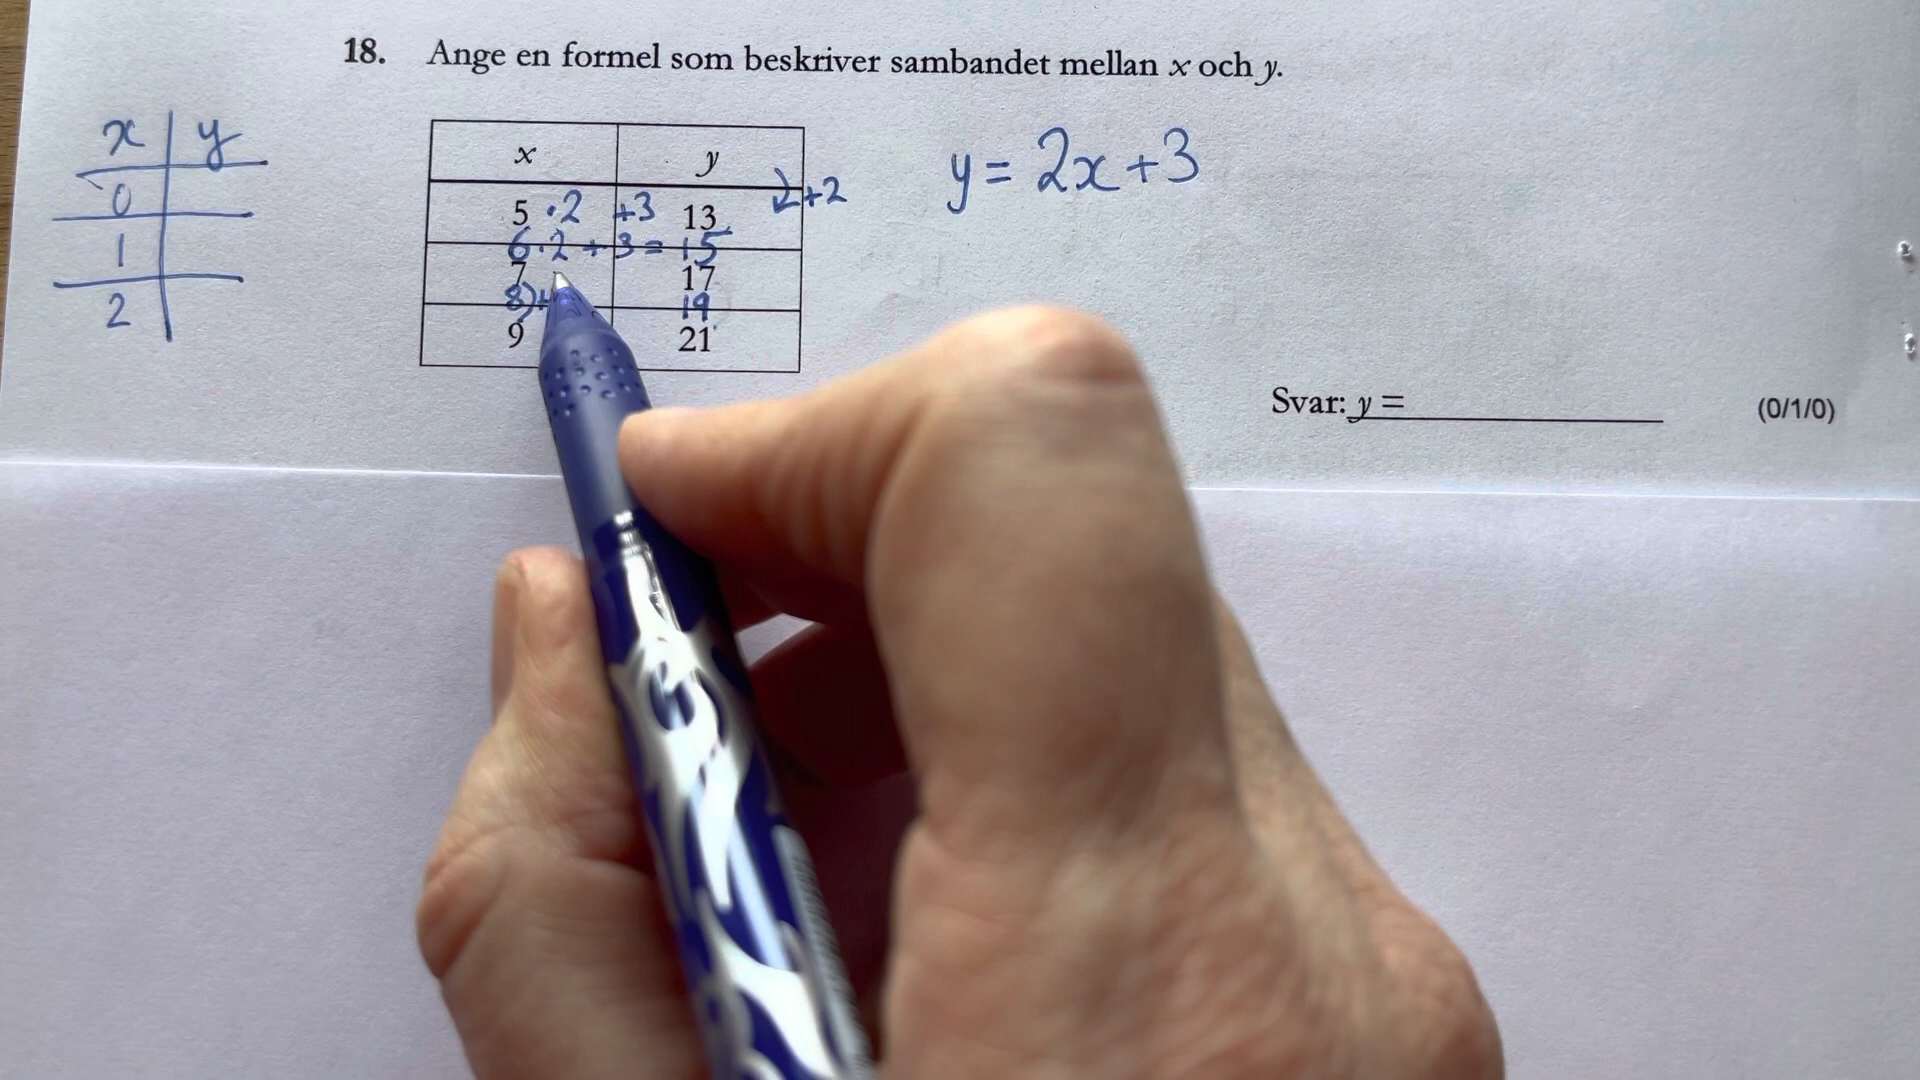 18. Ange en formel som beskriver sambandet mellan x och y.
x y
0
1
2
x y
5 ·2 +3 13 +2
6·2 + 3 = 15
7 17
8 19
9 21
y = 2x+3
Svar: y =
(0/1/0)